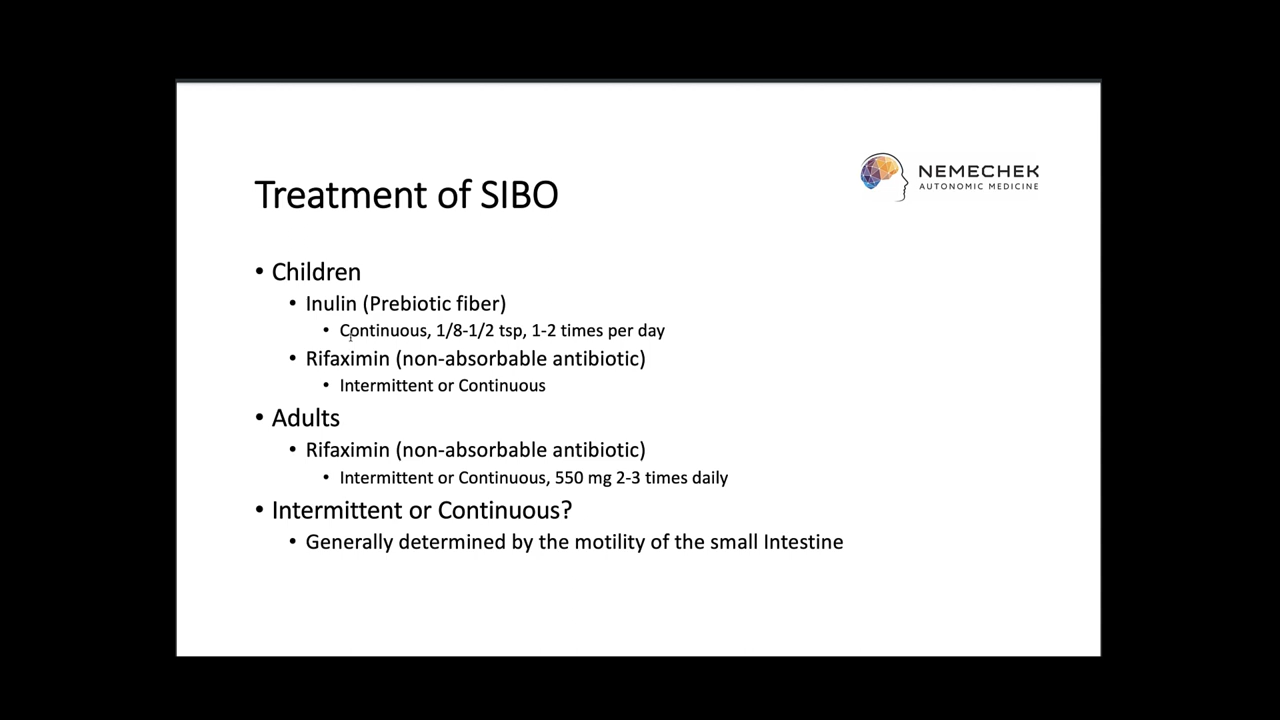 NEMECHEK
AUTONOMIC MEDICINE
Treatment of SIBO
• Children
• Inulin (Prebiotic fiber)
• Continuous, 1/8-1/2 tsp, 1-2 times per day
• Rifaximin (non-absorbable antibiotic)
• Intermittent or Continuous
• Adults
• Rifaximin (non-absorbable antibiotic)
• Intermittent or Continuous, 550 mg 2-3 times daily
• Intermittent or Continuous?
• Generally determined by the motility of the small Intestine